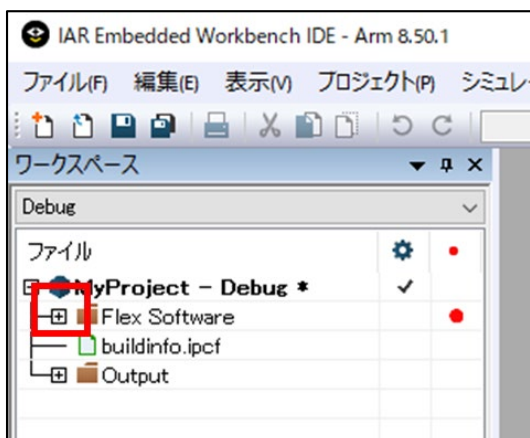 IAR Embedded Workbench IDE - Arm 8.50.1
ファイル(F) 編集(E) 表示(V) プロジェクト(P) シミュレ
ワークスペース
Debug
ファイル
MyProject - Debug *
Flex Software
buildinfo.ipcf
Output